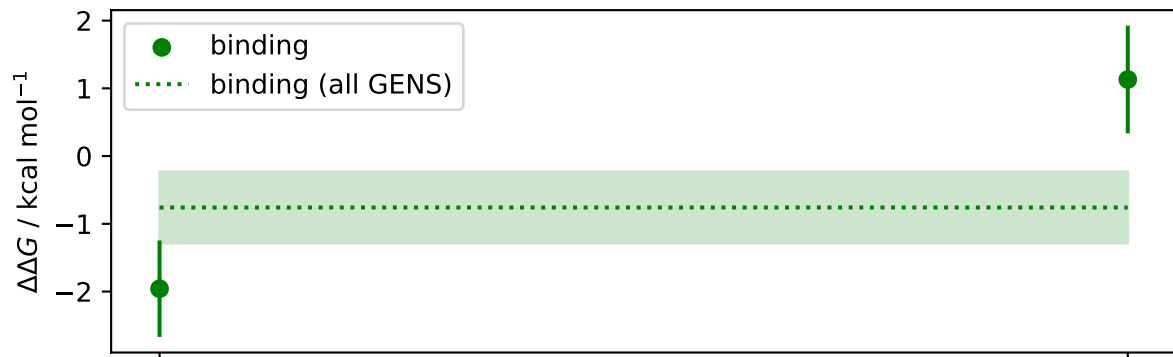 2
1
0
−1
−2
ΔΔG / kcal mol⁻¹
binding
binding (all GENS)